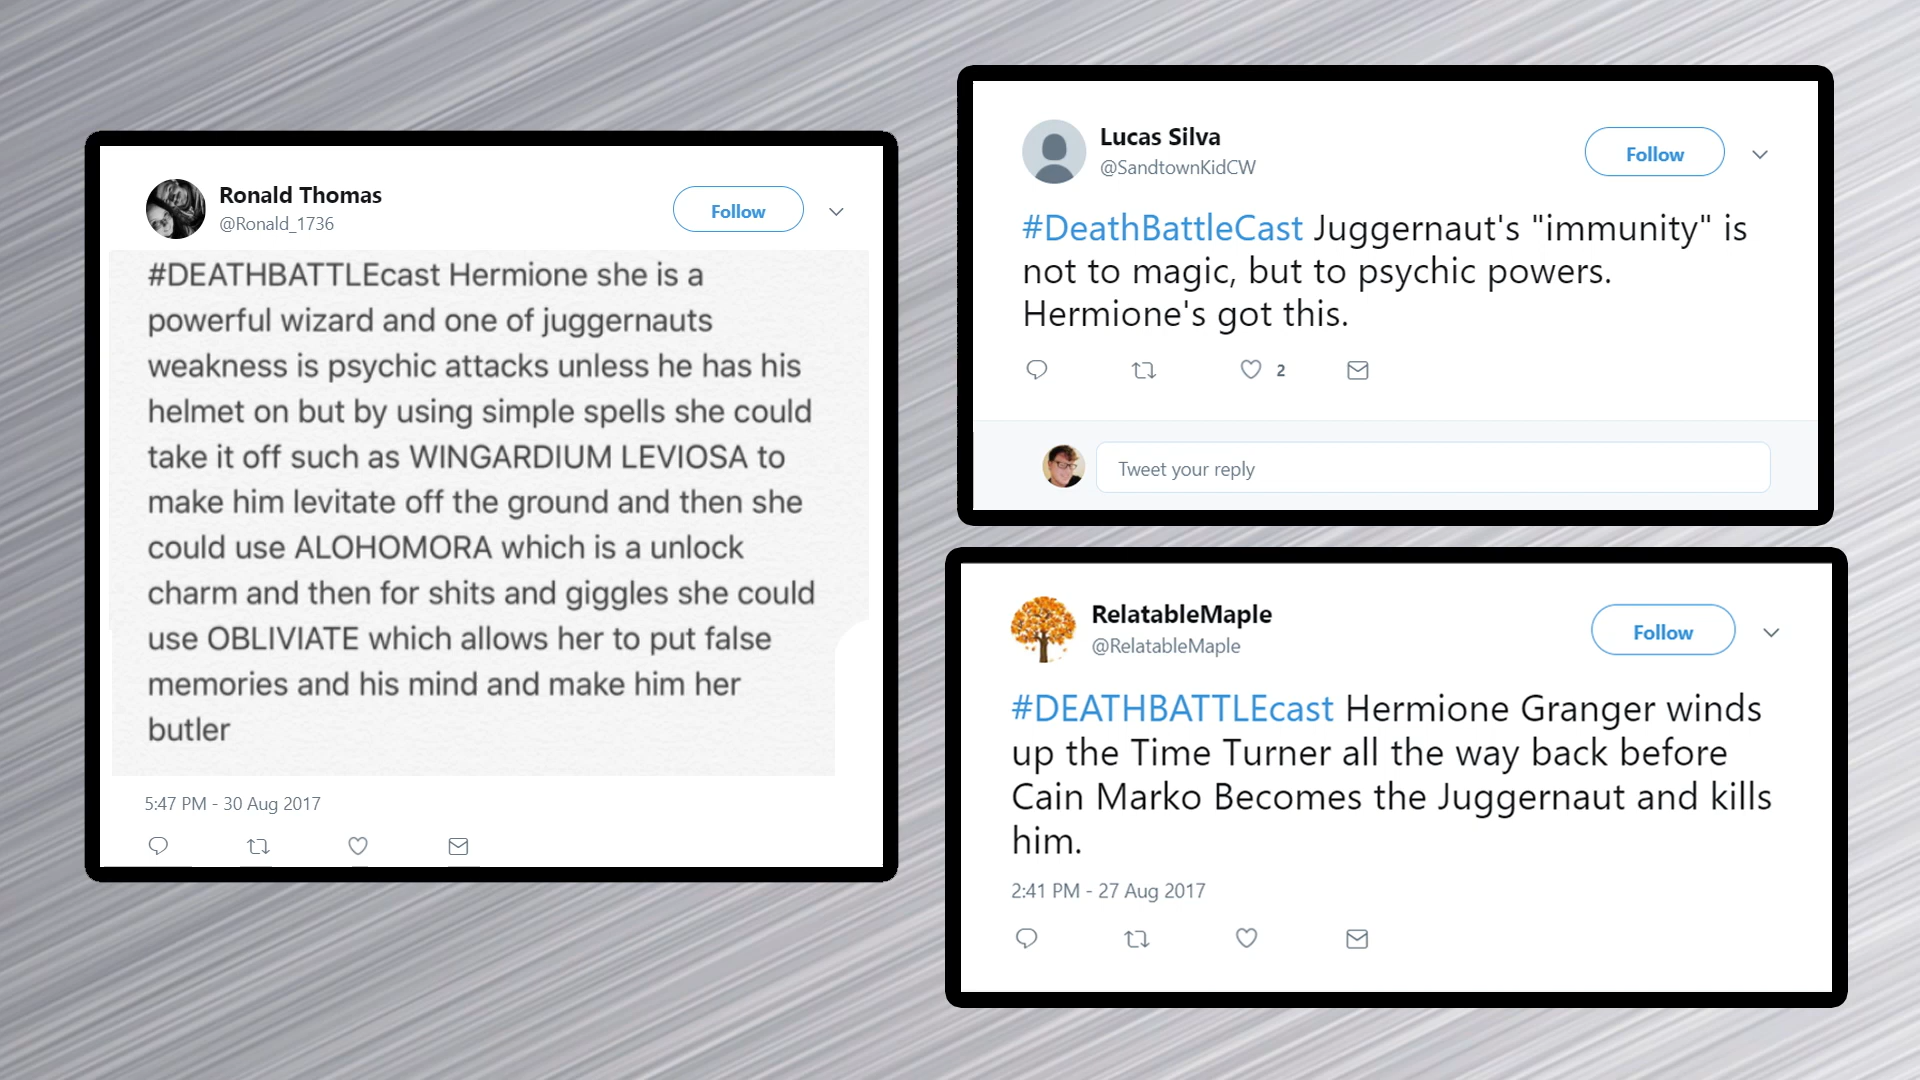 Ronald Thomas
@Ronald_1736
Follow
#DEATHBATTLEcast Hermione she is a
powerful wizard and one of juggernauts
weakness is psychic attacks unless he has his
helmet on but by using simple spells she could
take it off such as WINGARDIUM LEVIOSA to
make him levitate off the ground and then she
could use ALOHOMORA which is a unlock
charm and then for shits and giggles she could
use OBLIVIATE which allows her to put false
memories and his mind and make him her
butler
5:47 PM - 30 Aug 2017
Lucas Silva
@SandtownKidCW
Follow
#DeathBattleCast Juggernaut's "immunity" is
not to magic, but to psychic powers.
Hermione's got this.
2
Tweet your reply
RelatableMaple
@RelatableMaple
Follow
#DEATHBATTLEcast Hermione Granger winds
up the Time Turner all the way back before
Cain Marko Becomes the Juggernaut and kills
him.
2:41 PM - 27 Aug 2017